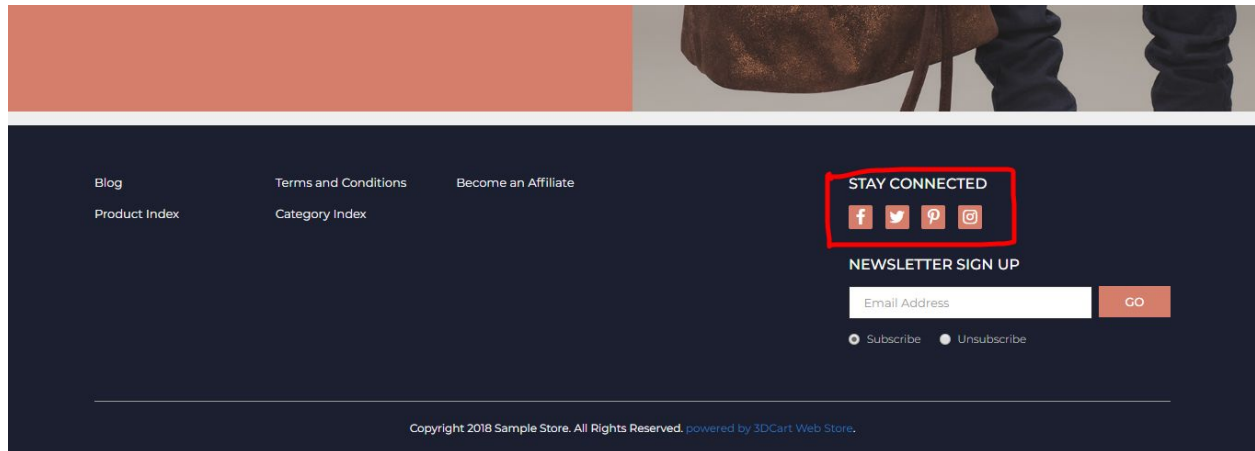 Blog
Terms and Conditions
Become an Affiliate
Product Index
Category Index
STAY CONNECTED
NEWSLETTER SIGN UP
Email Address
GO
Subscribe
Unsubscribe
Copyright 2018 Sample Store. All Rights Reserved. powered by 3DCart Web Store.